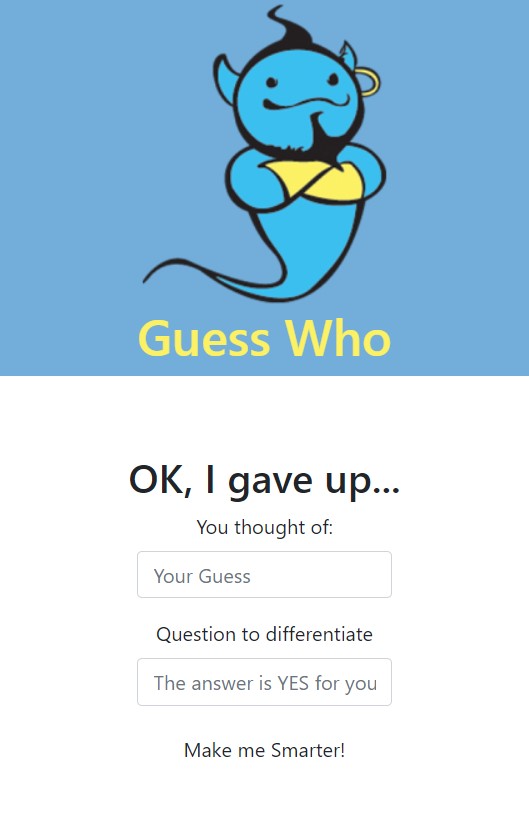 Guess Who
OK, I gave up...
You thought of:
Your Guess
Question to differentiate
The answer is YES for you
Make me Smarter!